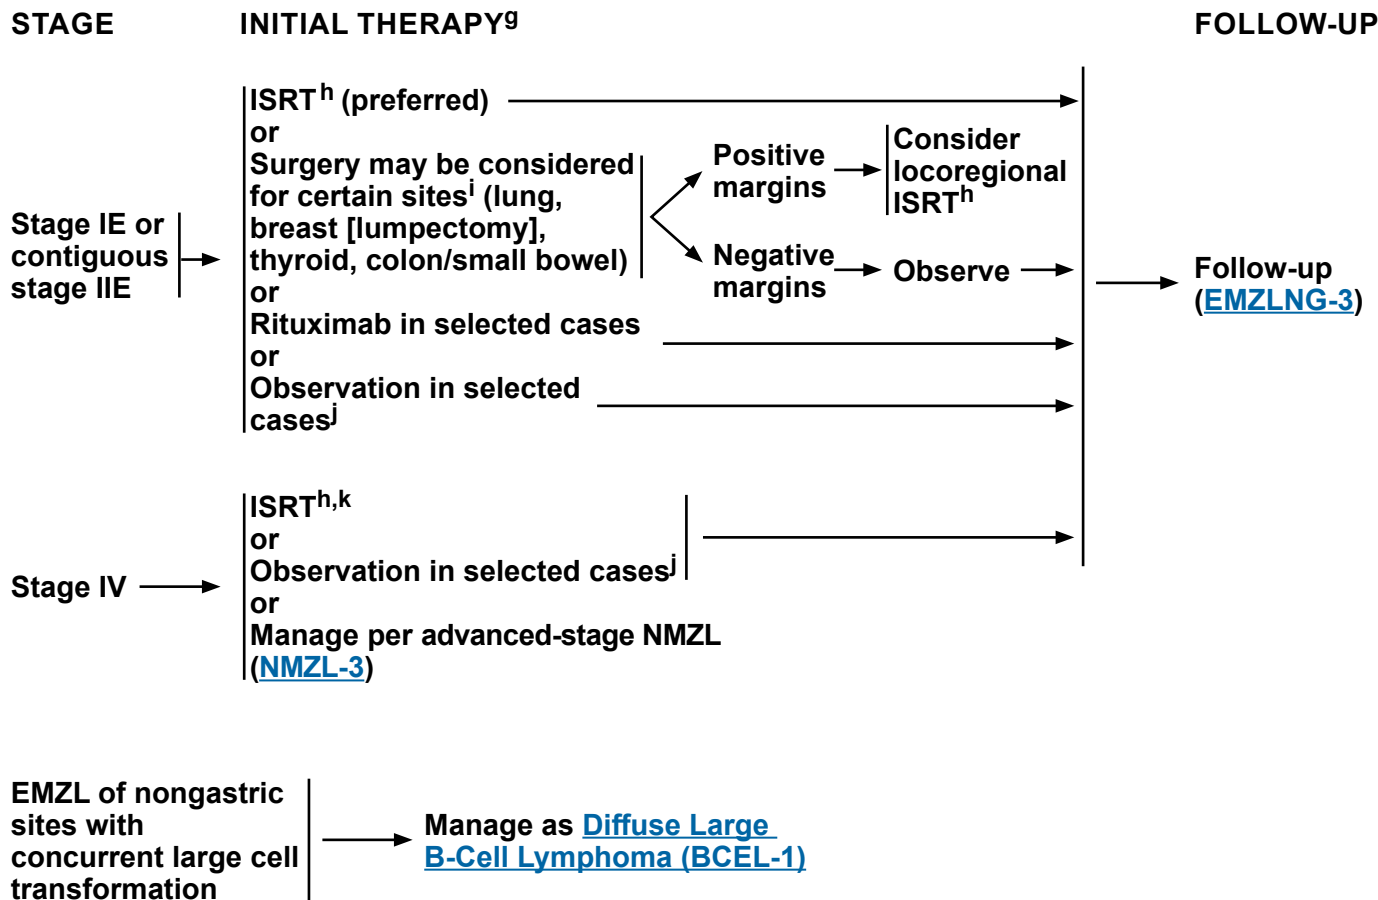 STAGE
INITIAL THERAPYg
FOLLOW-UP
Stage IE or
contiguous
stage IIE
ISRTh (preferred)
or
Surgery may be considered
for certain sitesi (lung,
breast [lumpectomy],
thyroid, colon/small bowel)
or
Rituximab in selected cases
or
Observation in selected
casesj
Positive
margins
Consider
locoregional
ISRTh
Negative
margins
Observe
Follow-up
(EMZLNG-3)
Stage IV
ISRTh,k
or
Observation in selected casesj
or
Manage per advanced-stage NMZL
(NMZL-3)
EMZL of nongastric
sites with
concurrent large cell
transformation
Manage as Diffuse Large
B-Cell Lymphoma (BCEL-1)